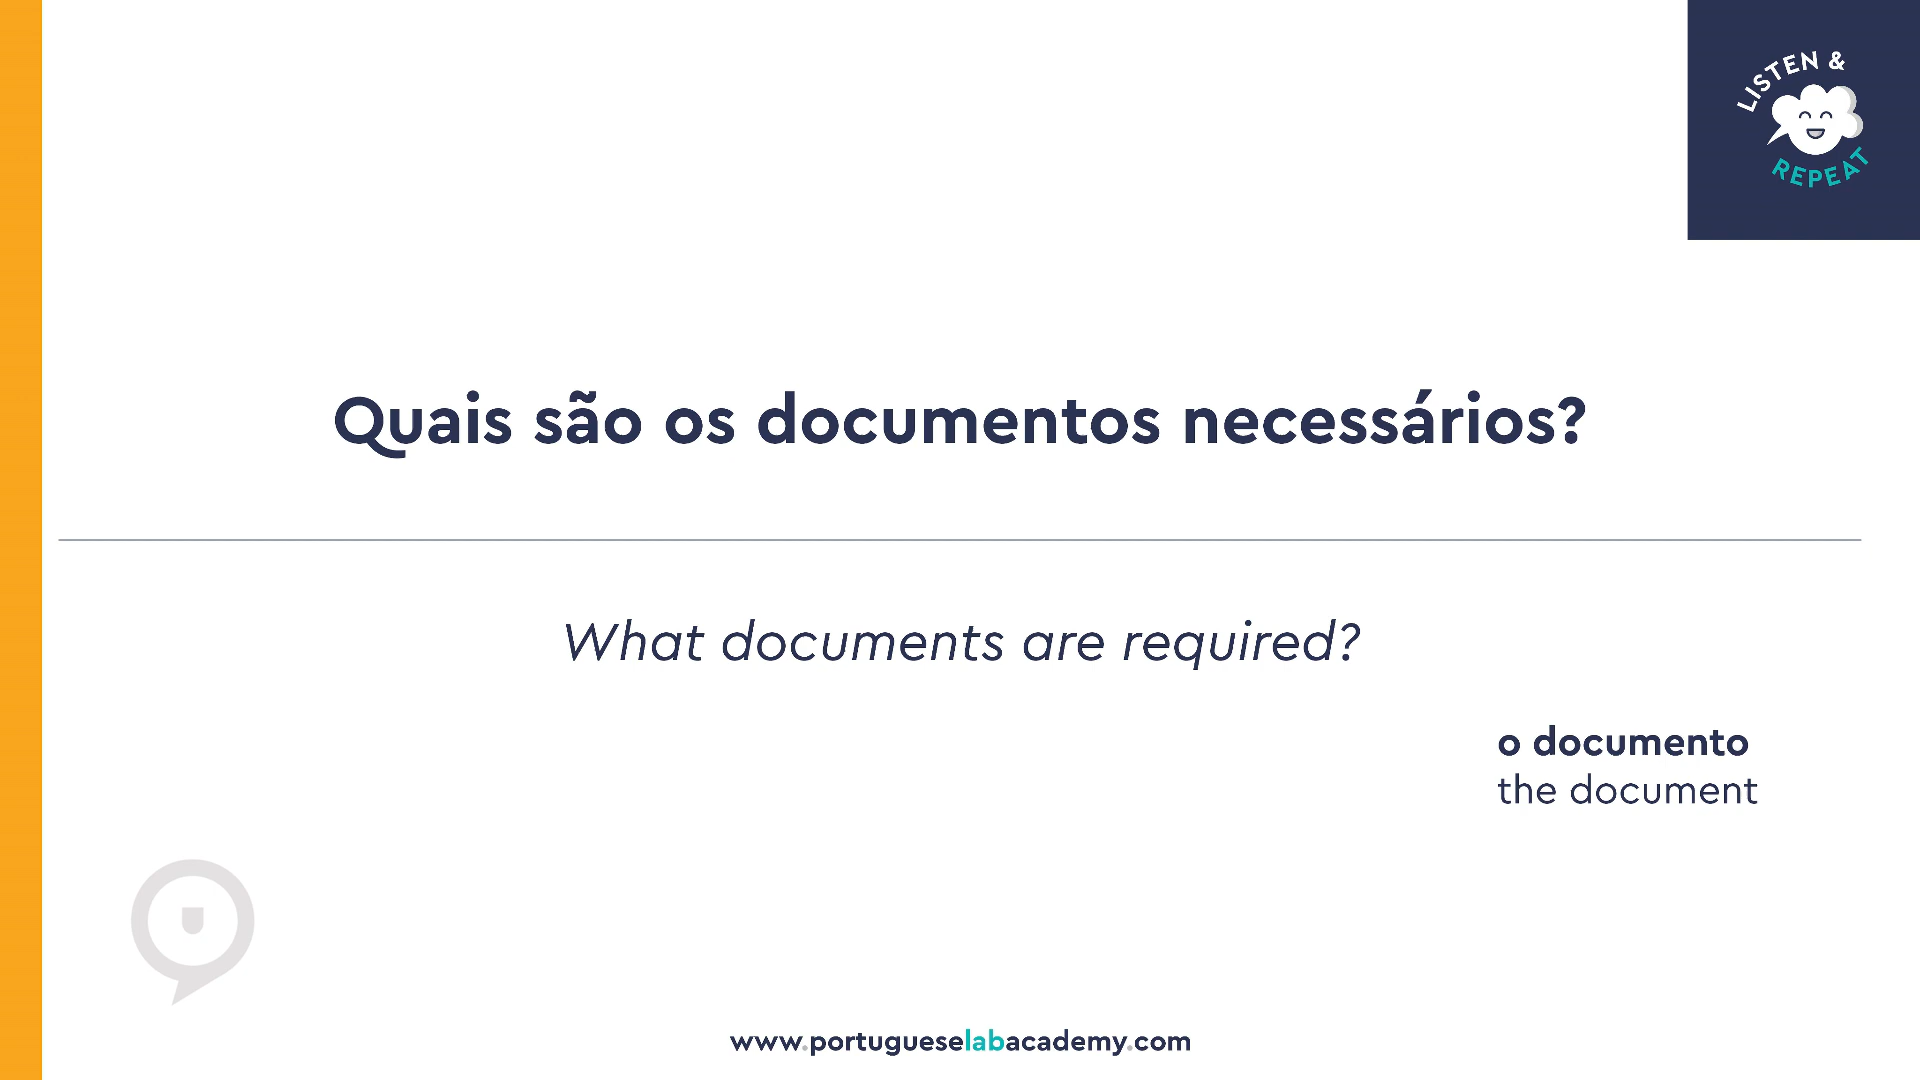 LISTEN &
REPEAT
Quais são os documentos necessários?
What documents are required?
o documento
the document
www.portugueselabacademy.com